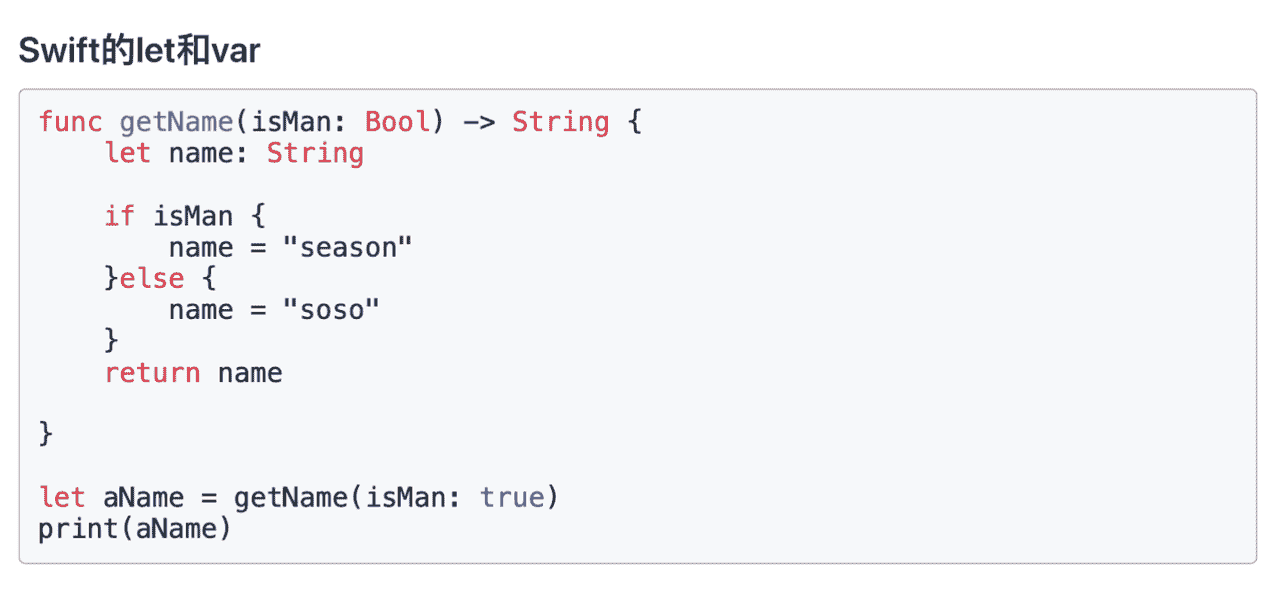 Swift的let和var
func getName(isMan: Bool) -> String {
    let name: String

    if isMan {
        name = "season"
    }else {
        name = "soso"
    }
    return name

}

let aName = getName(isMan: true)
print(aName)